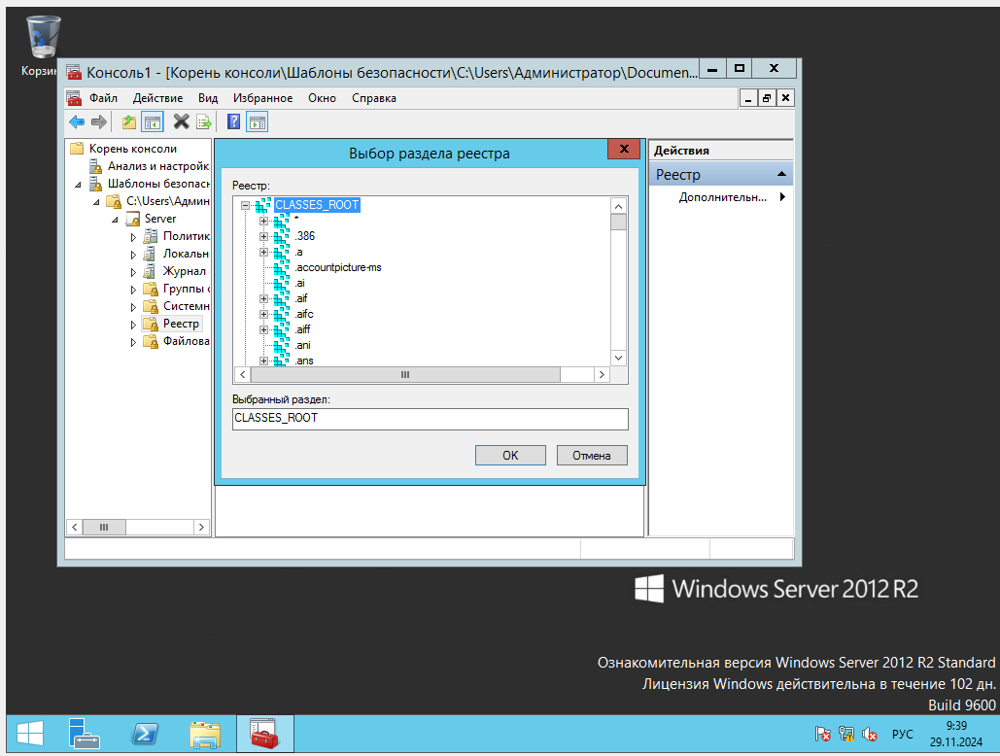 Корзин
Консоль1 - [Корень консоли\Шаблоны безопасности\C:\Users\Администратор\Documen...
Файл Действие Вид Избранное Окно Справка
Корень консоли
Анализ и настройк
Шаблоны безопасн
C:\Users\Админ
Server
Политик
Локальн
Журнал
Группы с
Системн
Реестр
Файлова
Выбор раздела реестра
Реестр:
CLASSES_ROOT
*
.386
.a
.accountpicture-ms
.ai
.aif
.aifc
.aiff
.ani
.ans
Выбранный раздел:
CLASSES_ROOT
OK Отмена
Действия
Реестр
Дополнительн...
Windows Server 2012 R2
Ознакомительная версия Windows Server 2012 R2 Standard
Лицензия Windows действительна в течение 102 дн.
Build 9600
РУС
9:39
29.11.2024